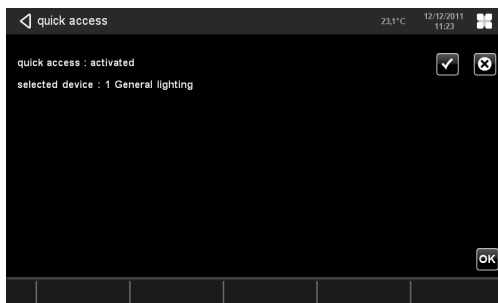 quick access
23,1°C
12/12/2011
11:23
quick access : activated
selected device : 1 General lighting
OK